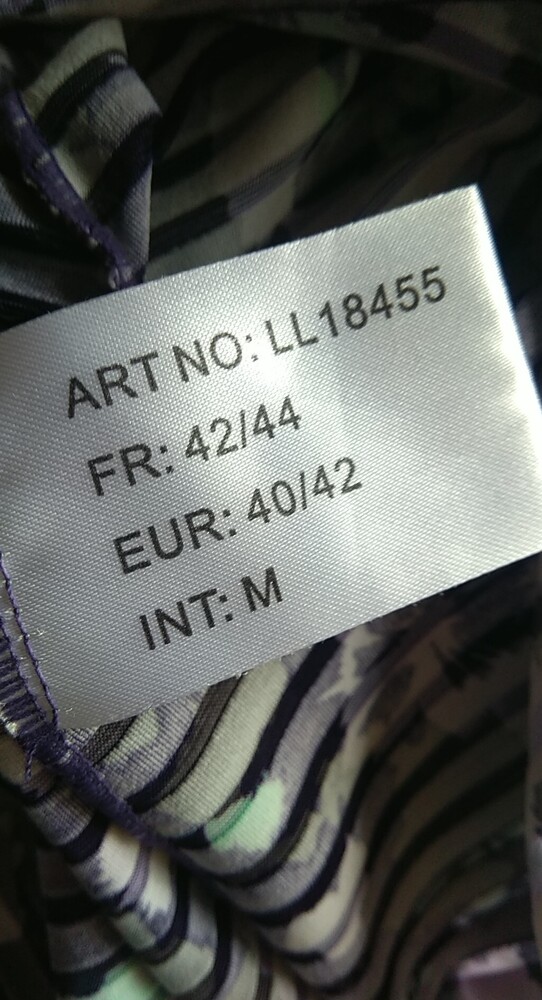 ART NO: LL18455
FR: 42/44
EUR: 40/42
INT: M